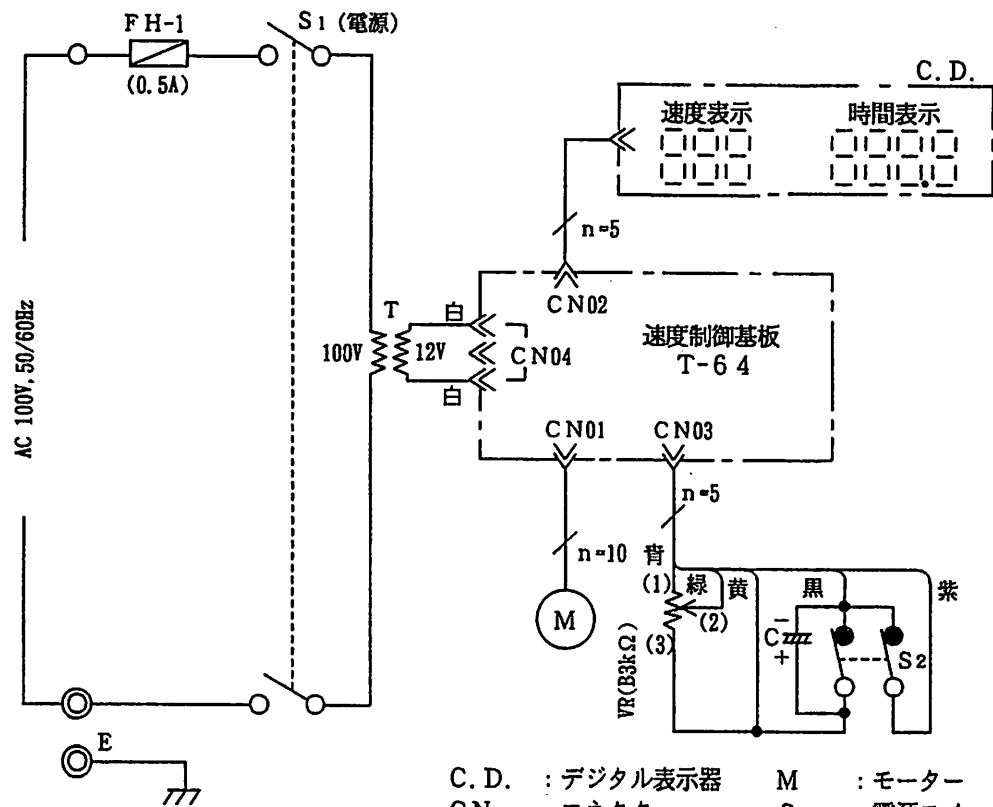 FH-1
S1 (電源)
(0.5A)
C.D.
速度表示
時間表示
n=5
CN02
AC 100V, 50/60Hz
T
白
100V
12V
CN04
白
速度制御基板
T-64
CN01
CN03
n=5
n=10
青
(1)
緑
黄
黒
紫
(2)
(3)
M
VR(B3kΩ)
C
−
+
S2
E
C.D. :デジタル表示器
M :モーター